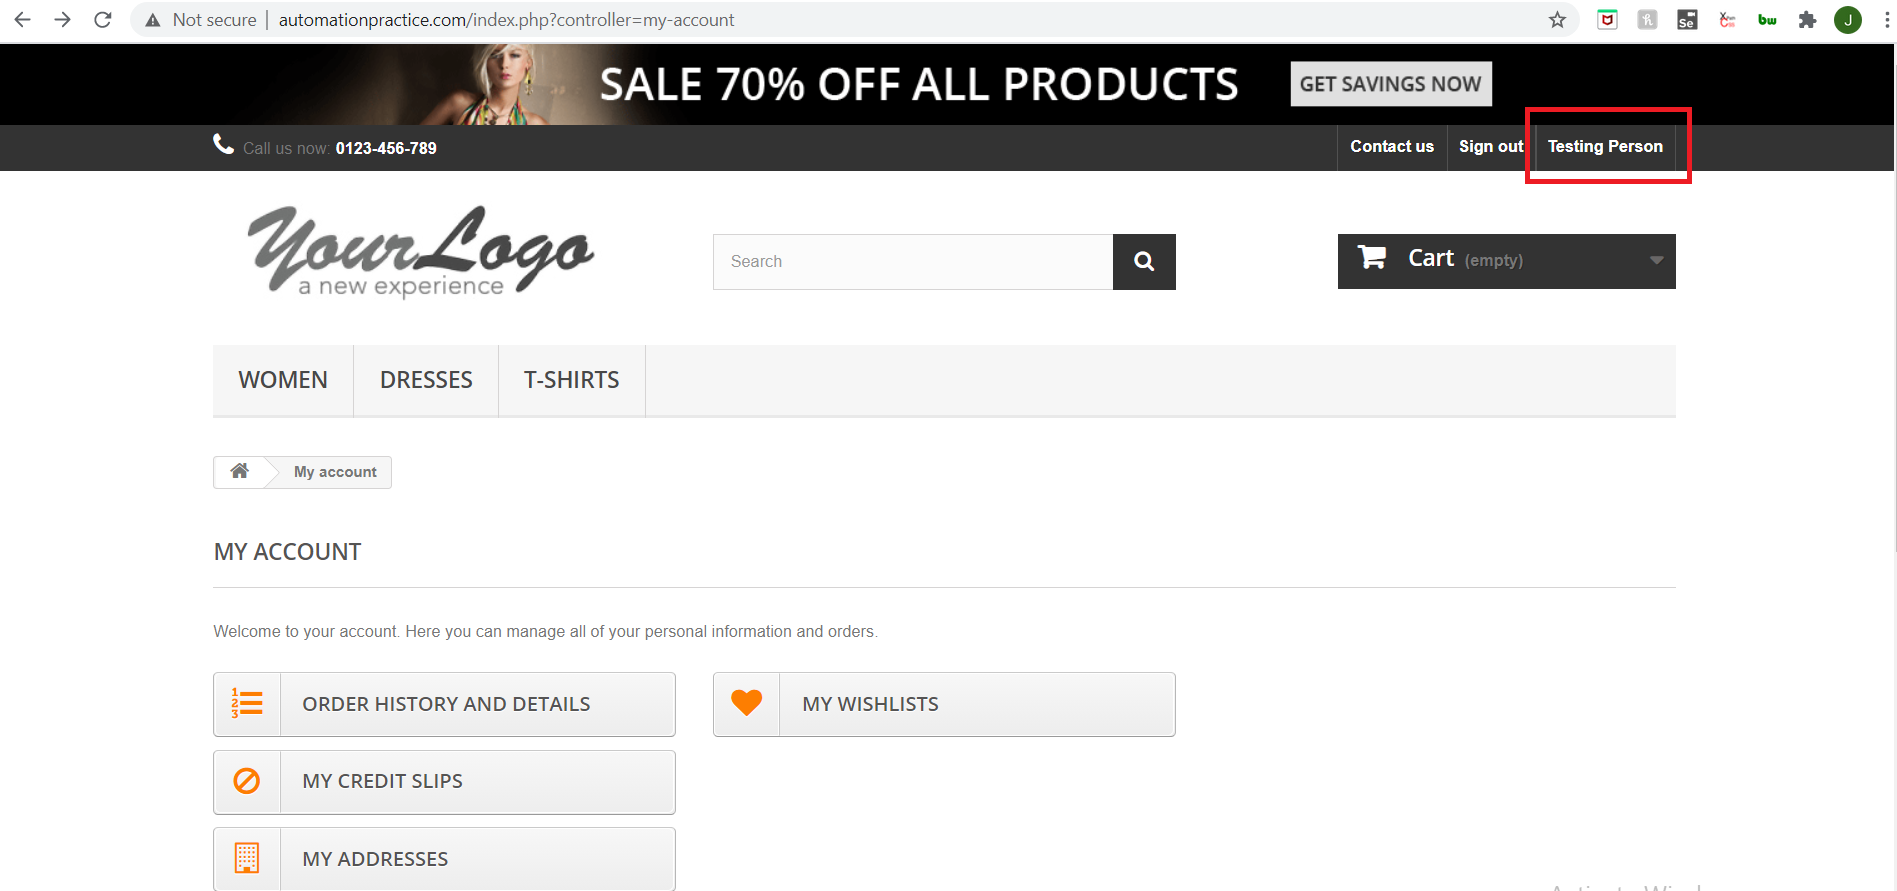 Not secure | automationpractice.com/index.php?controller=my-account
SALE 70% OFF ALL PRODUCTS GET SAVINGS NOW
Call us now: 0123-456-789 Contact us Sign out Testing Person
Your Logo
a new experience
Search
Cart (empty)
WOMEN DRESSES T-SHIRTS
My account
MY ACCOUNT
Welcome to your account. Here you can manage all of your personal information and orders.
ORDER HISTORY AND DETAILS MY WISHLISTS
MY CREDIT SLIPS
MY ADDRESSES